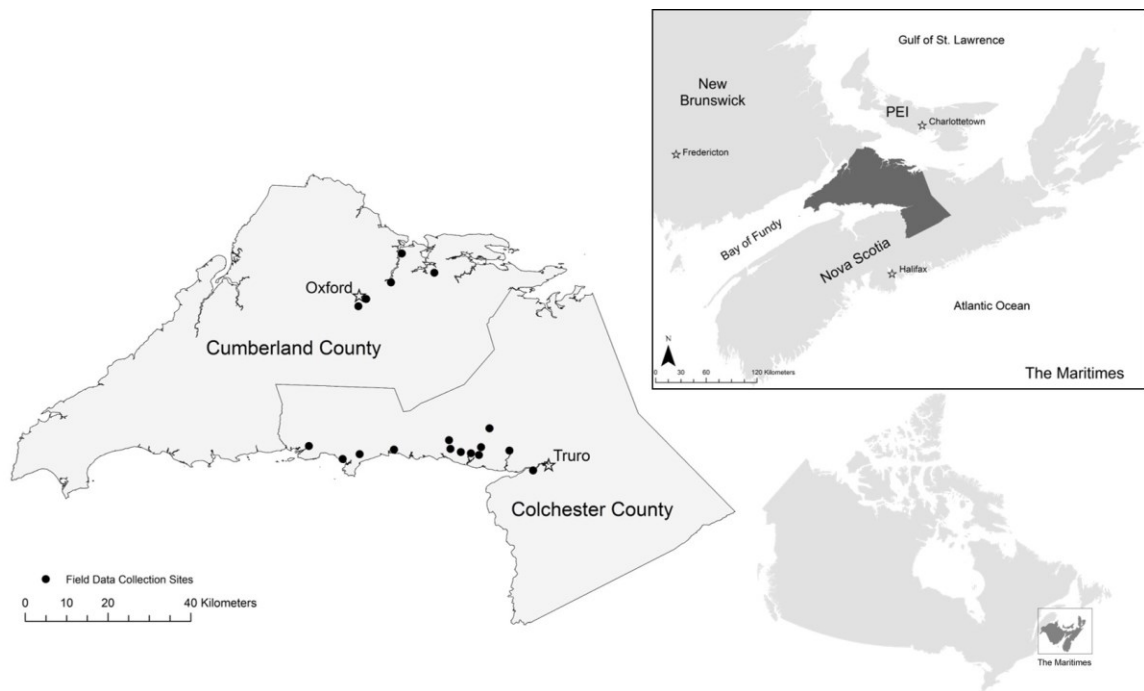 Oxford
Cumberland County
Truro
Colchester County
Field Data Collection Sites
0 10 20 40 Kilometers
Gulf of St. Lawrence
New
Brunswick
PEI
Charlottetown
Fredericton
Bay of Fundy
Nova Scotia
Halifax
Atlantic Ocean
N
0 30 60 120 Kilometers
The Maritimes
The Maritimes